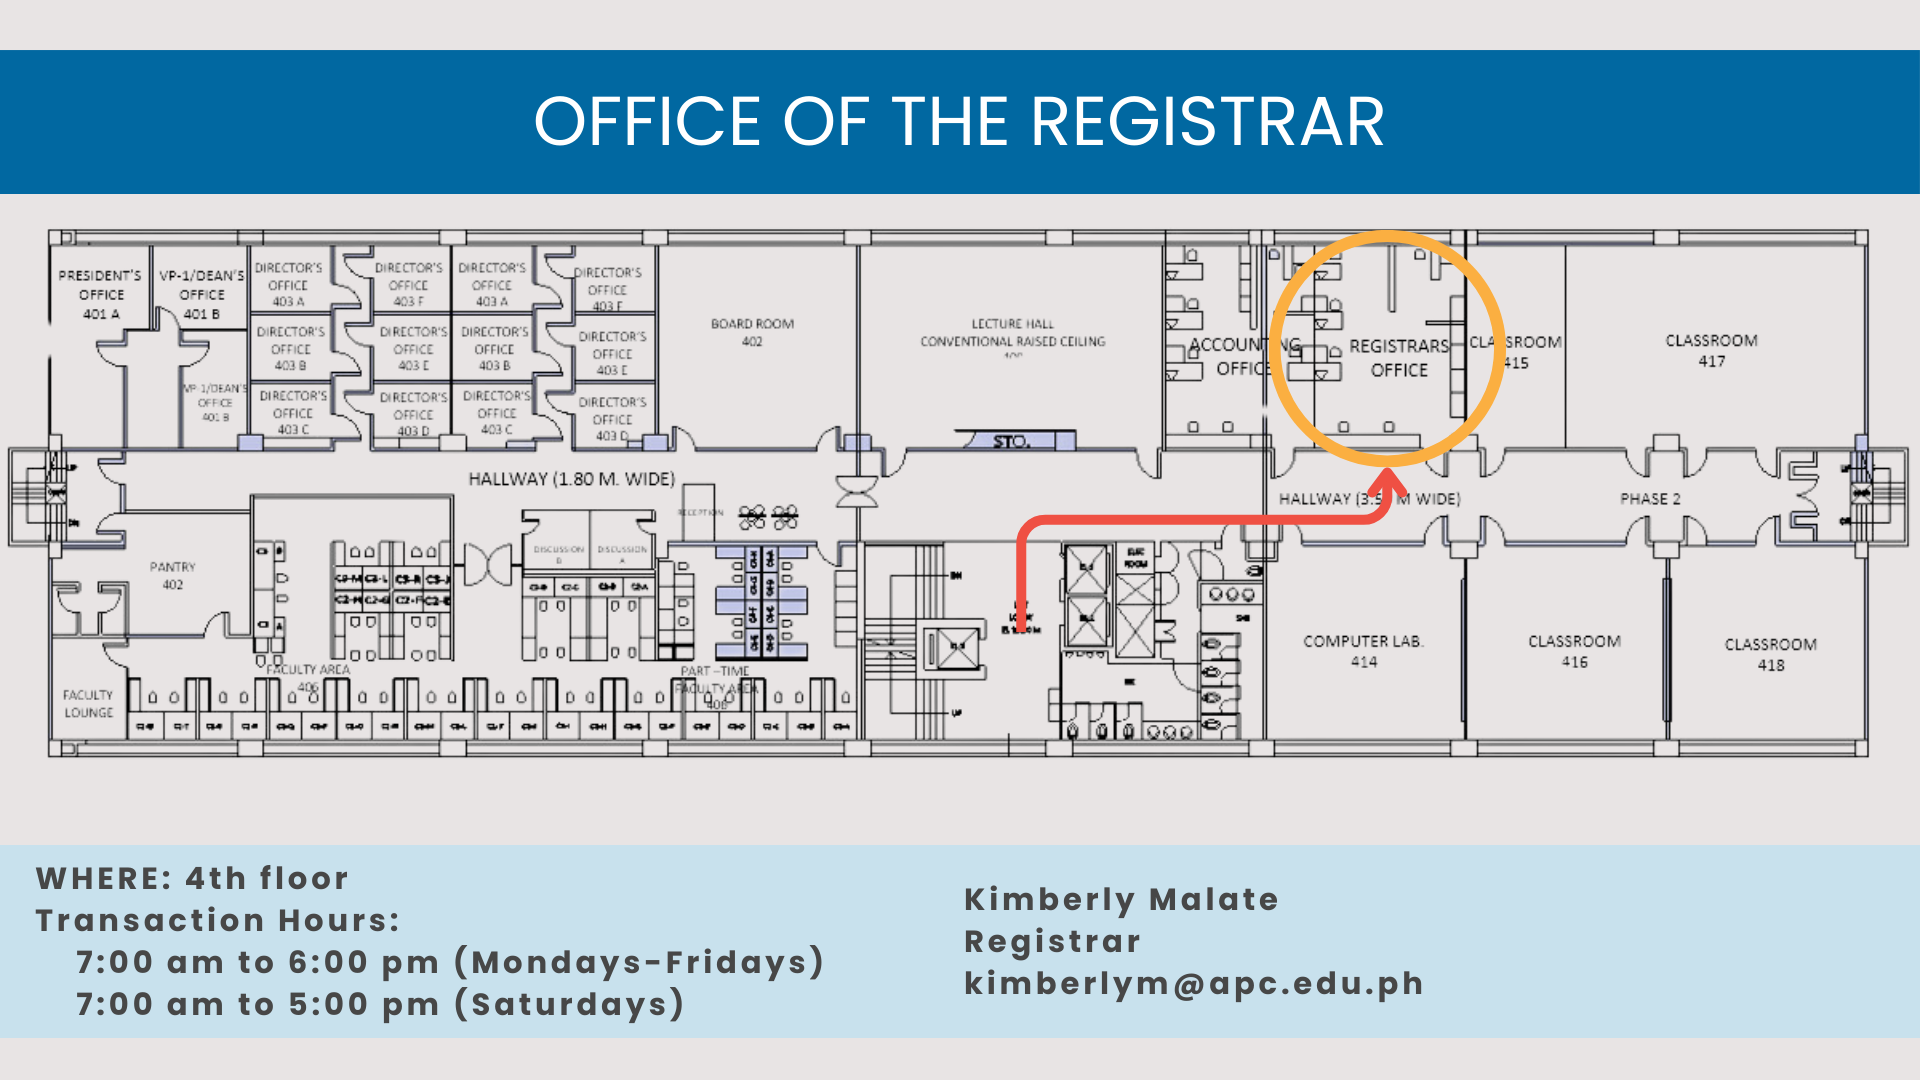 OFFICE OF THE REGISTRAR
PRESIDENT'S
OFFICE
401 A
VP-1/DEAN'S
OFFICE
401 B
VP-1/DEAN'S
OFFICE
401 B
DIRECTOR'S
OFFICE
403 A
DIRECTOR'S
OFFICE
403 F
DIRECTOR'S
OFFICE
403 A
DIRECTOR'S
OFFICE
403 F
DIRECTOR'S
OFFICE
403 B
DIRECTOR'S
OFFICE
403 E
DIRECTOR'S
OFFICE
403 B
DIRECTOR'S
OFFICE
403 E
DIRECTOR'S
OFFICE
403 C
DIRECTOR'S
OFFICE
403 D
DIRECTOR'S
OFFICE
403 C
DIRECTOR'S
OFFICE
403 D
BOARD ROOM
402
LECTURE HALL
CONVENTIONAL RAISED CEILING
STO.
ACCOUNTING
OFFICE
REGISTRARS
OFFICE
CLASSROOM
415
CLASSROOM
417
HALLWAY (1.80 M. WIDE)
RECEPTION
HALLWAY (3.5 M WIDE)
PHASE 2
PANTRY
402
DISCUSSION
B
DISCUSSION
A
FACULTY AREA
406
PART-TIME
FACULTY AREA
408
FACULTY
LOUNGE
ELEC
ROOM
UP
DN
COMPUTER LAB.
414
CLASSROOM
416
CLASSROOM
418
WHERE: 4th floor
Transaction Hours:
7:00 am to 6:00 pm (Mondays-Fridays)
7:00 am to 5:00 pm (Saturdays)
Kimberly Malate
Registrar
kimberlym@apc.edu.ph